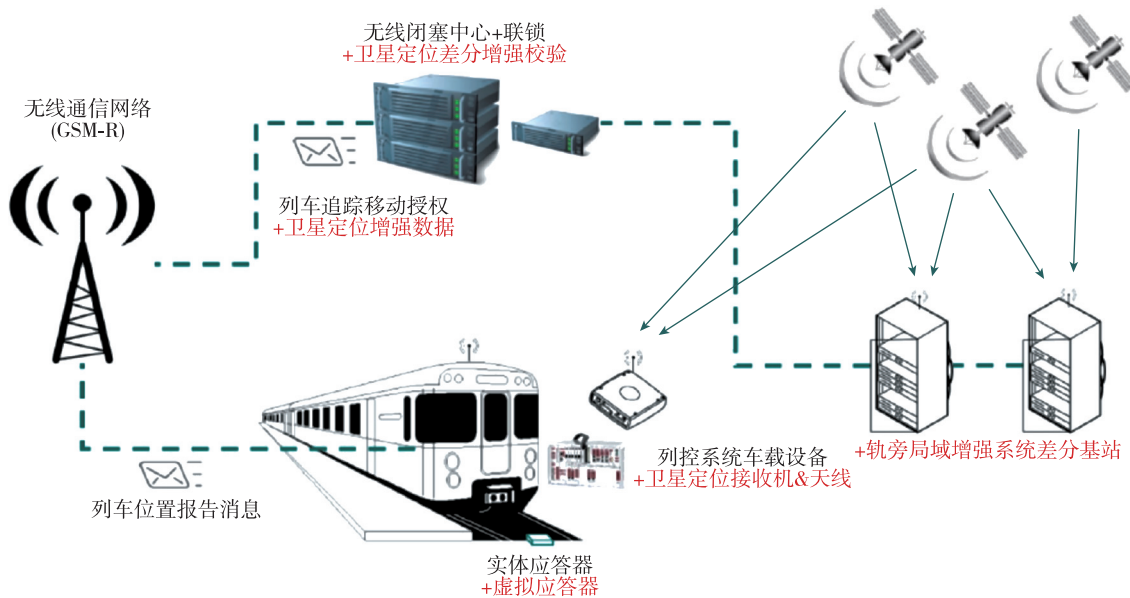 无线闭塞中心+联锁
+卫星定位差分增强校验
无线通信网络
(GSM-R)
列车追踪移动授权
+卫星定位增强数据
+轨旁局域增强系统差分基站
列控系统车载设备
+卫星定位接收机&天线
列车位置报告消息
实体应答器
+虚拟应答器